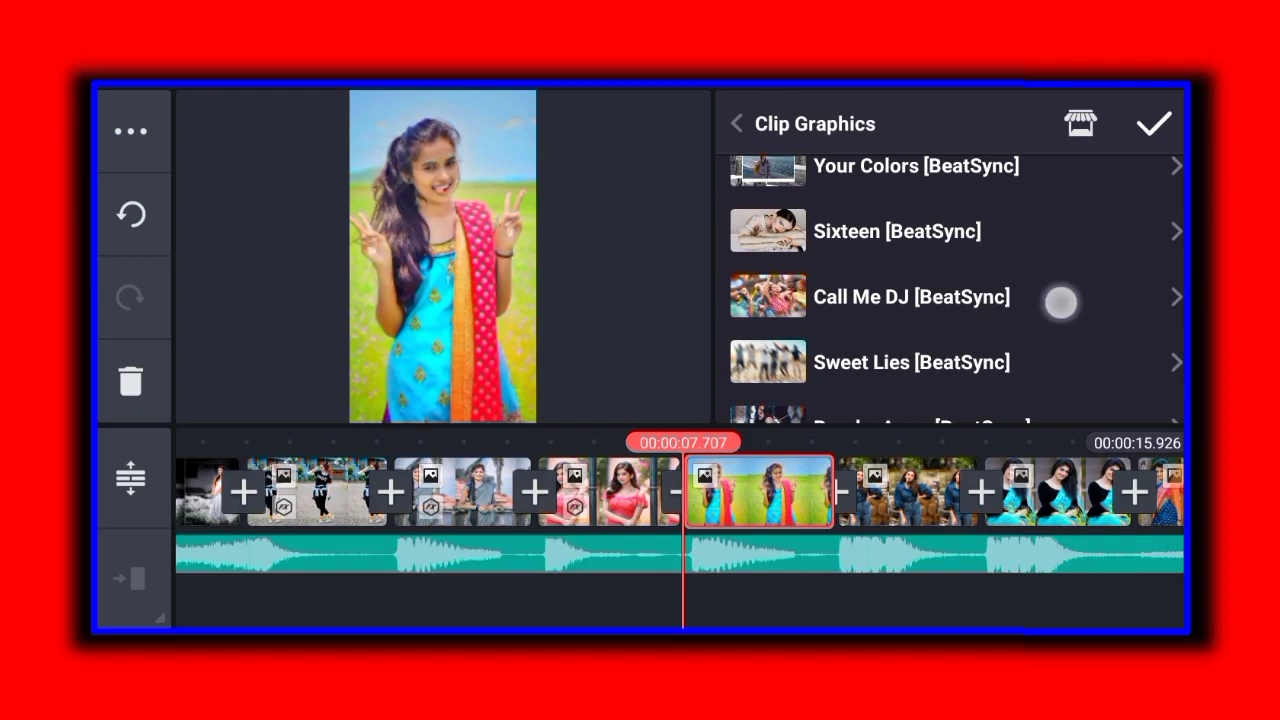 Clip Graphics
Your Colors [BeatSync]
Sixteen [BeatSync]
Call Me DJ [BeatSync]
Sweet Lies [BeatSync]
00:00:07.707
00:00:15.926